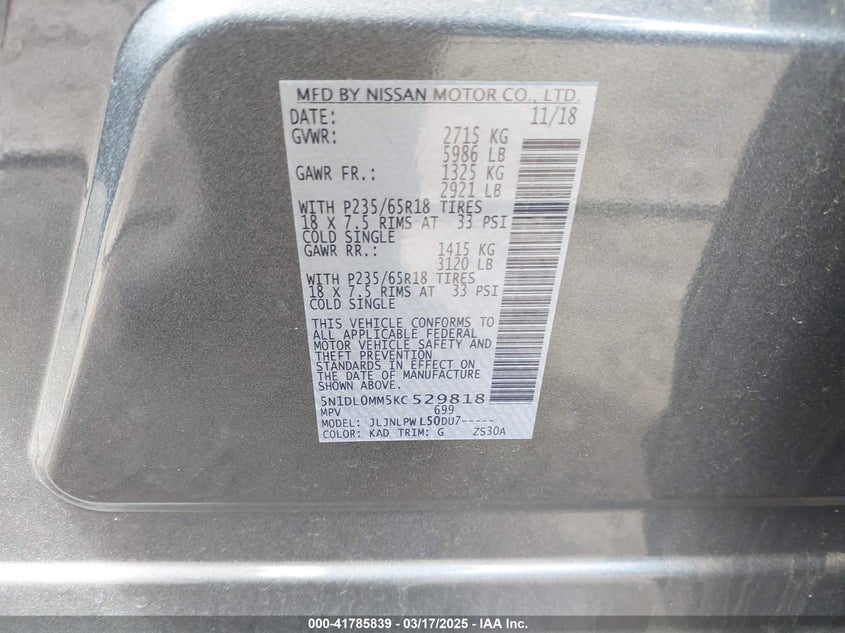 MFD BY NISSAN MOTOR CO., LTD.
DATE: 11/18
GVWR: 2715 KG
5986 LB
GAWR FR.: 1325 KG
2921 LB
WITH P235/65R18 TIRES
18 X 7.5 RIMS AT 33 PSI
COLD SINGLE
GAWR RR.: 1415 KG
3120 LB
WITH P235/65R18 TIRES
18 X 7.5 RIMS AT 33 PSI
COLD SINGLE
THIS VEHICLE CONFORMS TO
ALL APPLICABLE FEDERAL
MOTOR VEHICLE SAFETY AND
THEFT PREVENTION
STANDARDS IN EFFECT ON
THE DATE OF MANUFACTURE
SHOWN ABOVE.
5N1DL0MM5KC529818
MPV 699
MODEL: JLJNLPWL50DU7-----
COLOR: KAD TRIM: G ZS30A
000-41785839 / 03/17/2025 / IAA Inc.